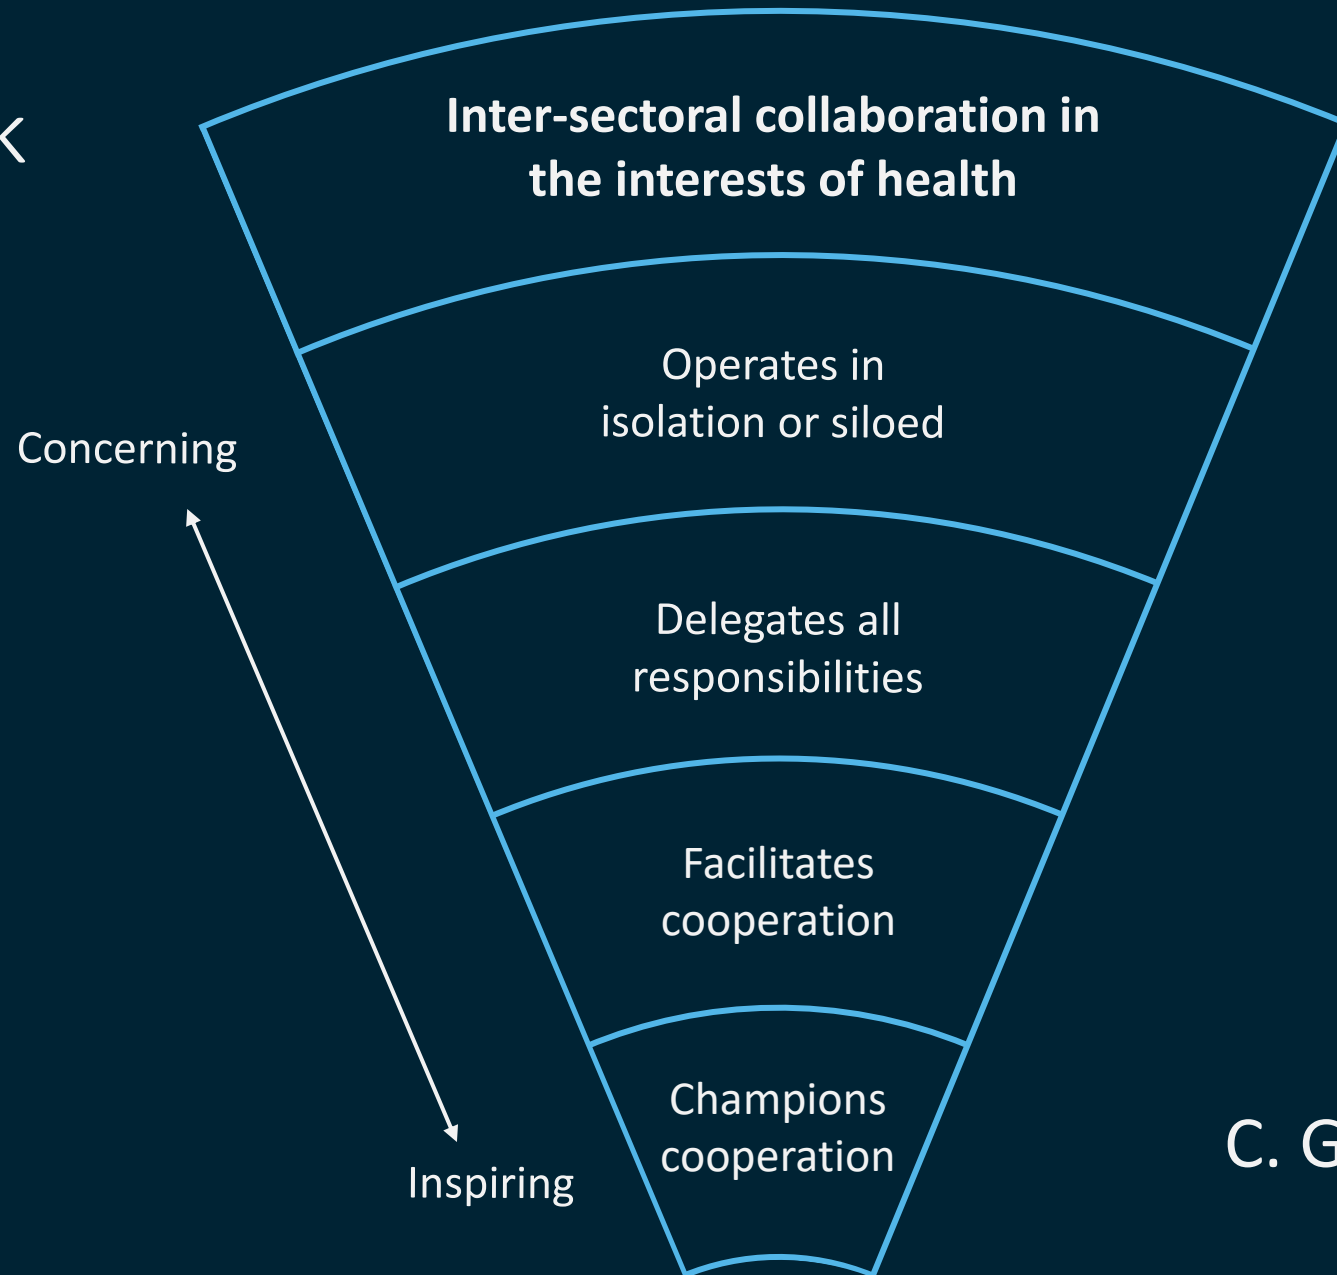 Inter-sectoral collaboration in
the interests of health
Operates in
isolation or siloed
Concerning
Delegates all
responsibilities
Facilitates
cooperation
Champions
cooperation
Inspiring
C. G